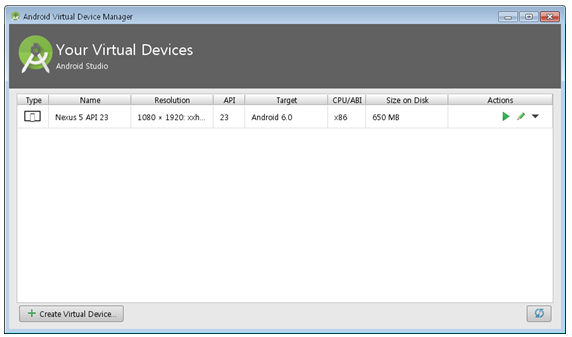 Android Virtual Device Manager
Your Virtual Devices
Android Studio
Type Name Resolution API Target CPU/ABI Size on Disk Actions
Nexus 5 API 23 1080 × 1920: xxh... 23 Android 6.0 x86 650 MB
Create Virtual Device...